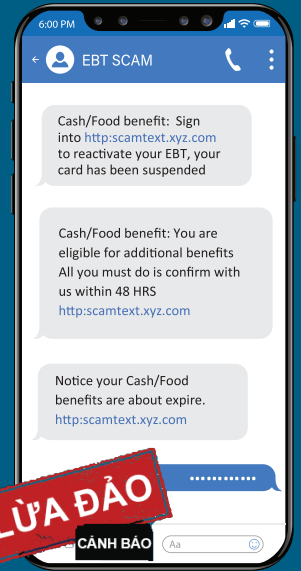 6:00 PM
EBT SCAM
Cash/Food benefit: Sign
into http:scamtext.xyz.com
to reactivate your EBT, your
card has been suspended
Cash/Food benefit: You are
eligible for additional benefits
All you must do is confirm with
us within 48 HRS
http:scamtext.xyz.com
Notice your Cash/Food
benefits are about expire.
http:scamtext.xyz.com
LỪA ĐẢO
CẢNH BÁO
Aa